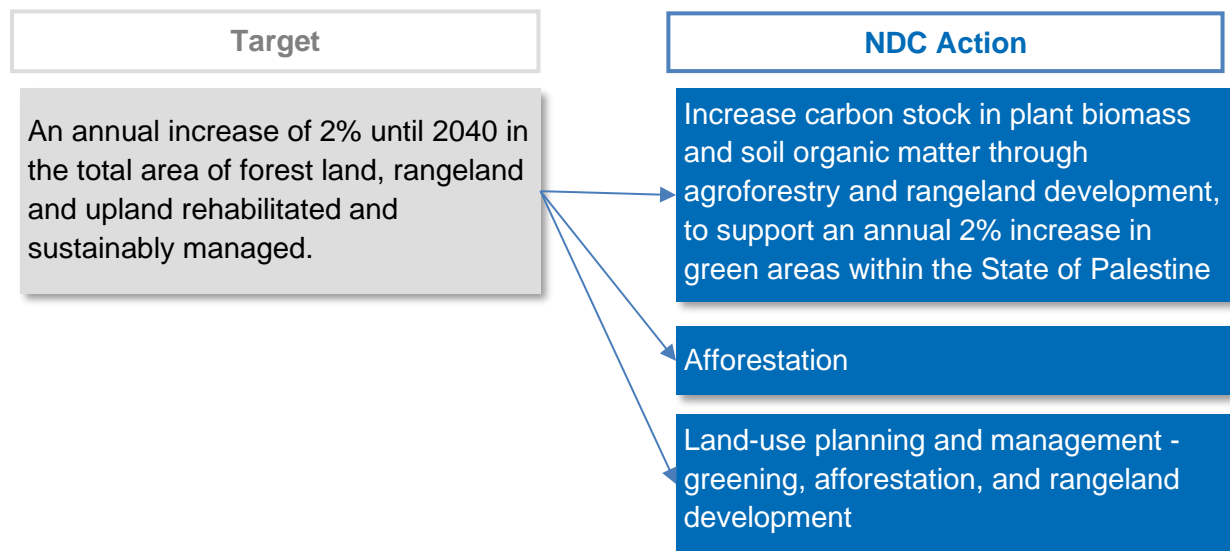 Target
NDC Action
An annual increase of 2% until 2040 in
the total area of forest land, rangeland
and upland rehabilitated and
sustainably managed.
Increase carbon stock in plant biomass
and soil organic matter through
agroforestry and rangeland development,
to support an annual 2% increase in
green areas within the State of Palestine
Afforestation
Land-use planning and management -
greening, afforestation, and rangeland
development